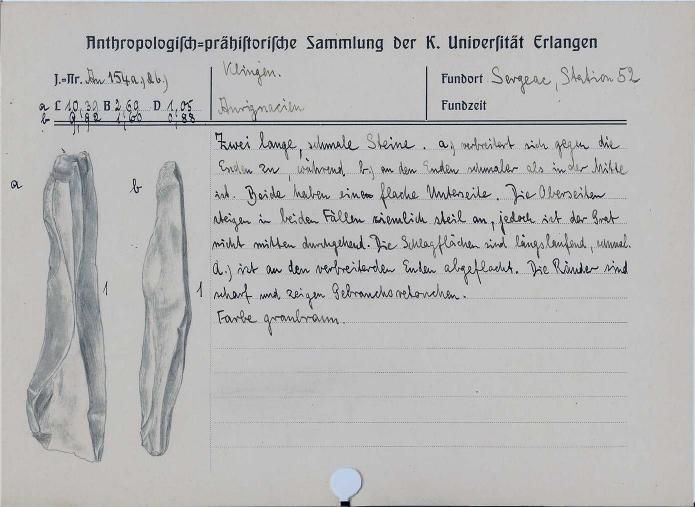 Anthropologisch=prähistorische Sammlung der K. Universität Erlangen
J.=Nr. An 154a,(&b.)
Klingen.
Aurignacien
Fundort Sergeac, Station 52
Fundzeit
a L 10,30 B 2,60 D 1,05
b 9,92 1,60 0,88
Zwei lange, schmale Steine. a.) verbreitert sich gegen die
Enden zu, während b.) an den Enden schmaler als in der Mitte
ist. Beide haben eine flache Unterseite. Die Oberseiten
steigen in beiden Fällen ziemlich steil an, jedoch ist der Grat
nicht mitten durchgehend. Die Schlagflächen sind längslaufend, schmal.
a.) ist an den verbreiterden Enden abgeflacht. Die Ränder sind
scharf und zeigen Gebrauchsretouchen.
Farbe graubraun.
a
b
1
1